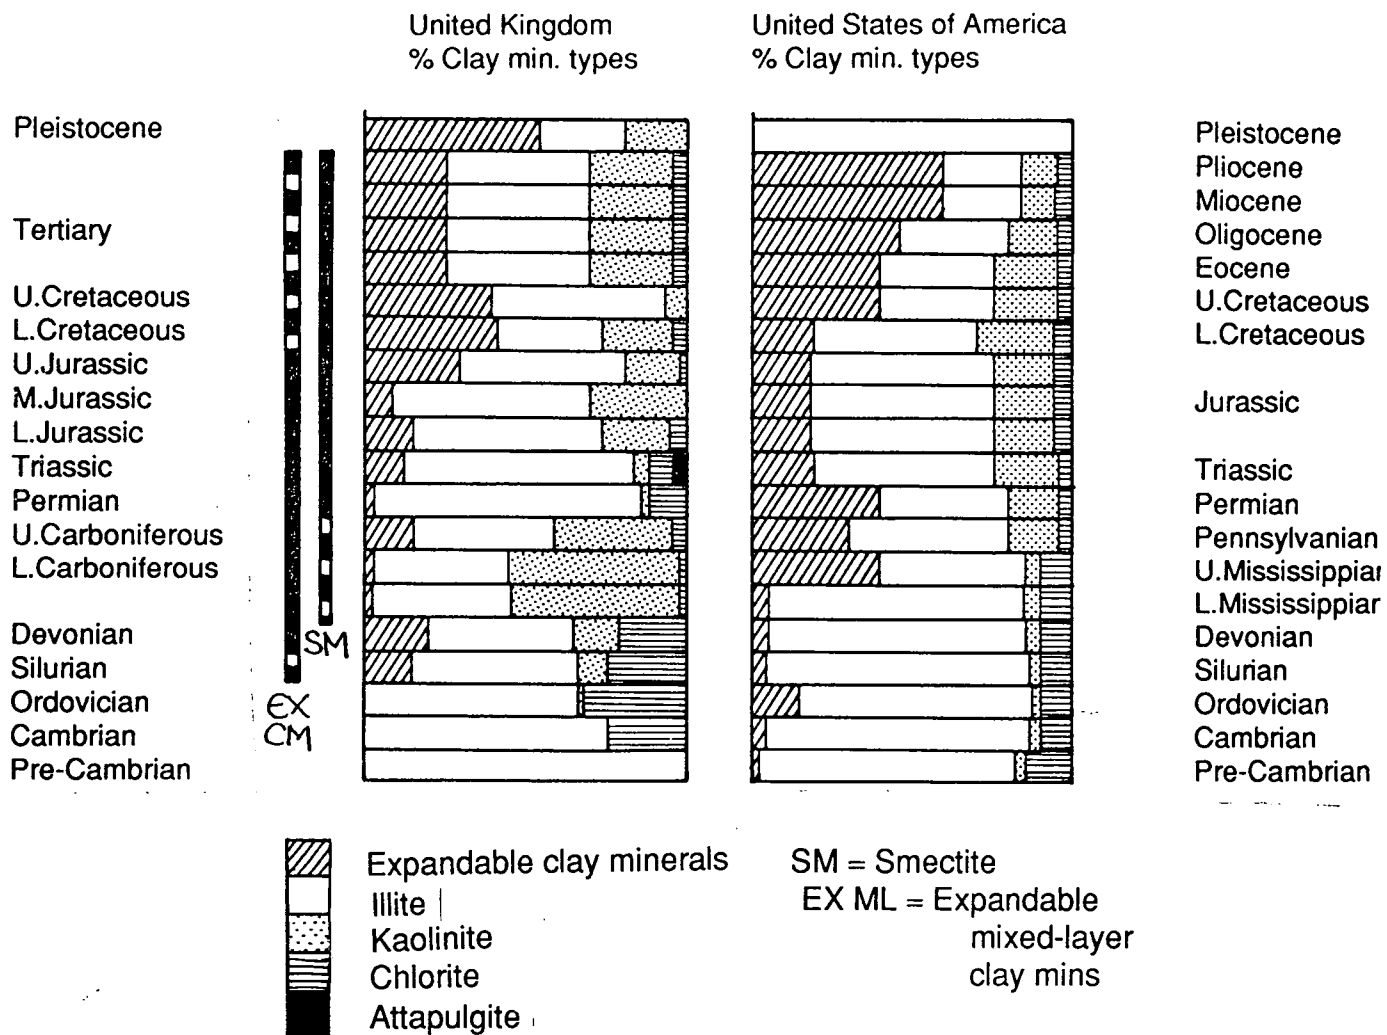 United Kingdom
% Clay min. types
United States of America
% Clay min. types
Pleistocene
Tertiary
U.Cretaceous
L.Cretaceous
U.Jurassic
M.Jurassic
L.Jurassic
Triassic
Permian
U.Carboniferous
L.Carboniferous
Devonian
Silurian
Ordovician
Cambrian
Pre-Cambrian
SM
EX
CM
Pleistocene
Pliocene
Miocene
Oligocene
Eocene
U.Cretaceous
L.Cretaceous
Jurassic
Triassic
Permian
Pennsylvanian
U.Mississippiar
L.Mississippiar
Devonian
Silurian
Ordovician
Cambrian
Pre-Cambrian
Expandable clay minerals
Illite
Kaolinite
Chlorite
Attapulgite
SM = Smectite
EX ML = Expandable
mixed-layer
clay mins